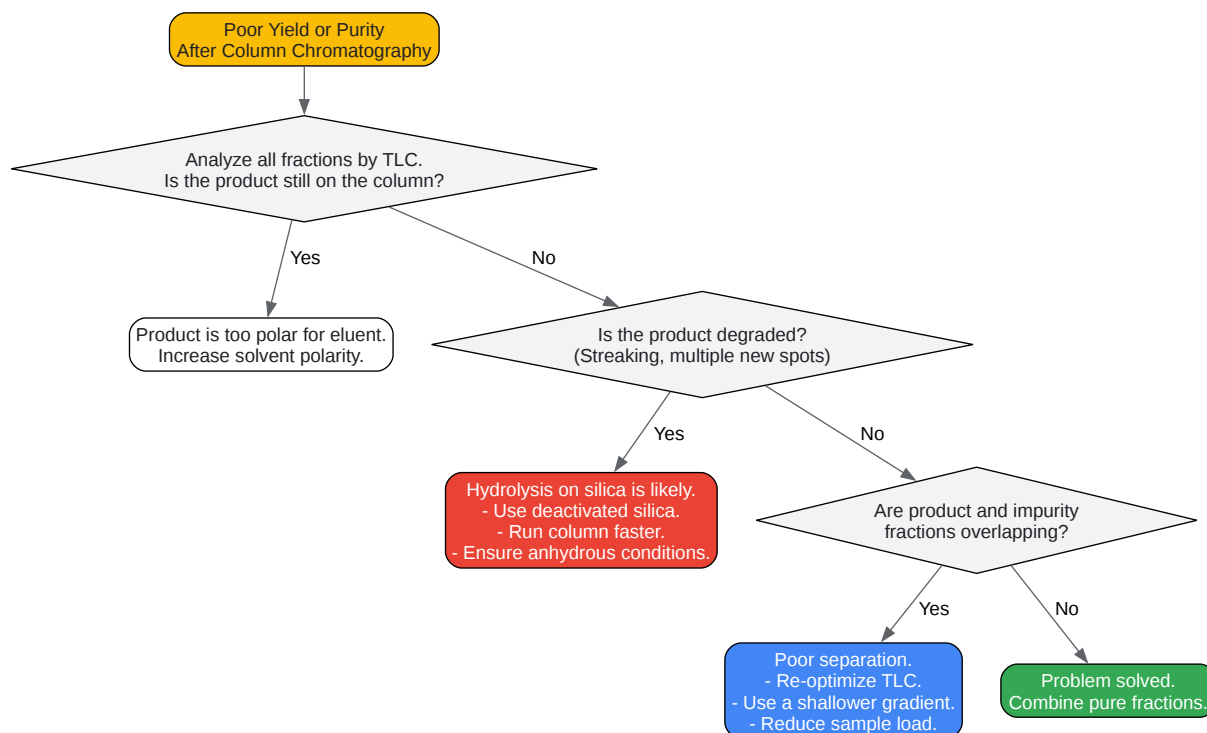 Poor Yield or Purity
After Column Chromatography
Analyze all fractions by TLC.
Is the product still on the column?
Yes
No
Product is too polar for eluent.
Increase solvent polarity.
Is the product degraded?
(Streaking, multiple new spots)
Yes
No
Hydrolysis on silica is likely.
- Use deactivated silica.
- Run column faster.
- Ensure anhydrous conditions.
Are product and impurity
fractions overlapping?
Yes
No
Poor separation.
- Re-optimize TLC.
- Use a shallower gradient.
- Reduce sample load.
Problem solved.
Combine pure fractions.